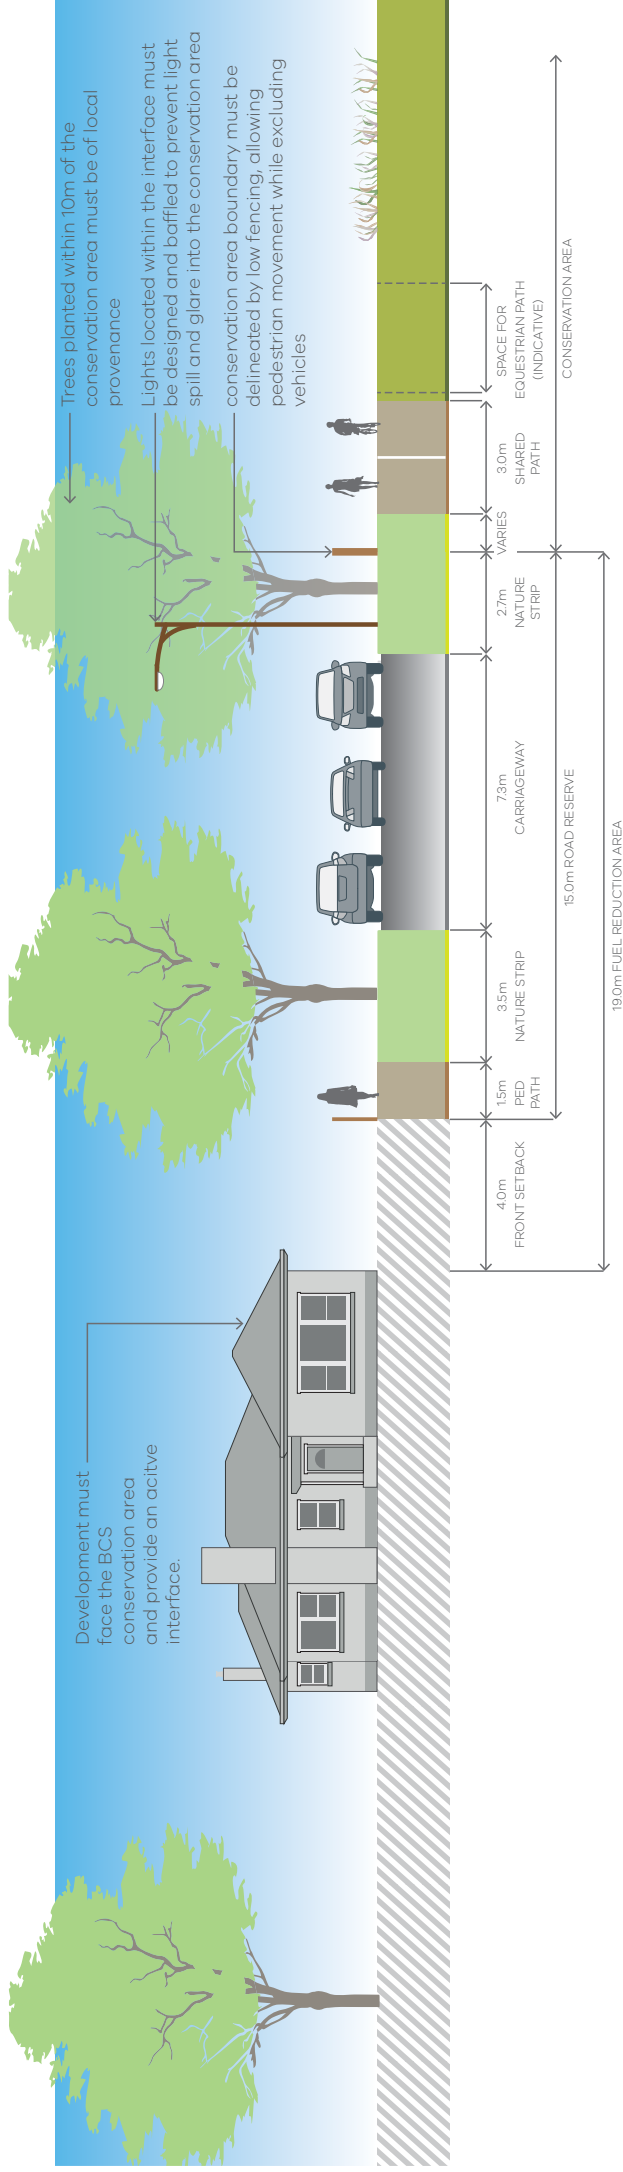 Development must
face the BCS
conservation area
and provide an acitve
interface.
Trees planted within 10m of the
conservation area must be of local
provenance
Lights located within the interface must
be designed and baffled to prevent light
spill and glare into the conservation area
conservation area boundary must be
delineated by low fencing, allowing
pedestrian movement while excluding
vehicles
4.0m
FRONT SETBACK
1.5m
PED
PATH
3.5m
NATURE STRIP
7.3m
CARRIAGEWAY
2.7m
NATURE
STRIP
VARIES
3.0m
SHARED
PATH
SPACE FOR
EQUESTRIAN PATH
(INDICATIVE)
15.0m ROAD RESERVE
CONSERVATION AREA
19.0m FUEL REDUCTION AREA